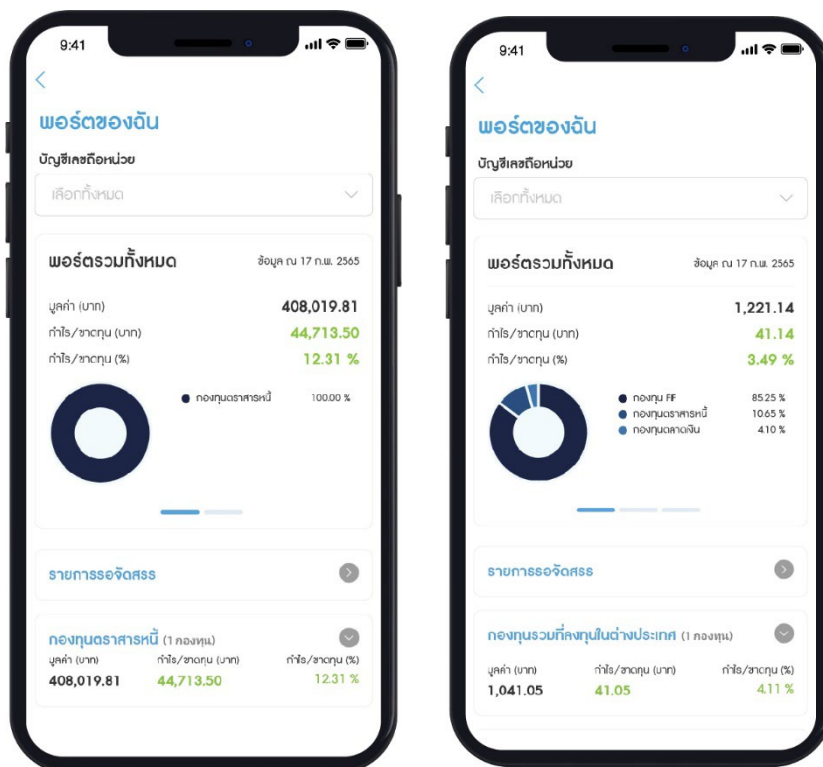 9:41
พอร์ตของฉัน
บัญชีเลขถือหน่วย
เลือกทั้งหมด
พอร์ตรวมทั้งหมด ข้อมูล ณ 17 ก.พ. 2565
มูลค่า (บาท) 408,019.81
กำไร/ขาดทุน (บาท) 44,713.50
กำไร/ขาดทุน (%) 12.31 %
กองทุนตราสารหนี้ 100.00 %
รายการรอจัดสรร
กองทุนตราสารหนี้ (1 กองทุน)
มูลค่า (บาท) กำไร/ขาดทุน (บาท) กำไร/ขาดทุน (%)
408,019.81 44,713.50 12.31 %
9:41
พอร์ตของฉัน
บัญชีเลขถือหน่วย
เลือกทั้งหมด
พอร์ตรวมทั้งหมด ข้อมูล ณ 17 ก.พ. 2565
มูลค่า (บาท) 1,221.14
กำไร/ขาดทุน (บาท) 41.14
กำไร/ขาดทุน (%) 3.49 %
กองทุน FIF 85.25 %
กองทุนตราสารหนี้ 10.65 %
กองทุนตลาดเงิน 4.10 %
รายการรอจัดสรร
กองทุนรวมที่ลงทุนในต่างประเทศ (1 กองทุน)
มูลค่า (บาท) กำไร/ขาดทุน (บาท) กำไร/ขาดทุน (%)
1,041.05 41.05 4.11 %